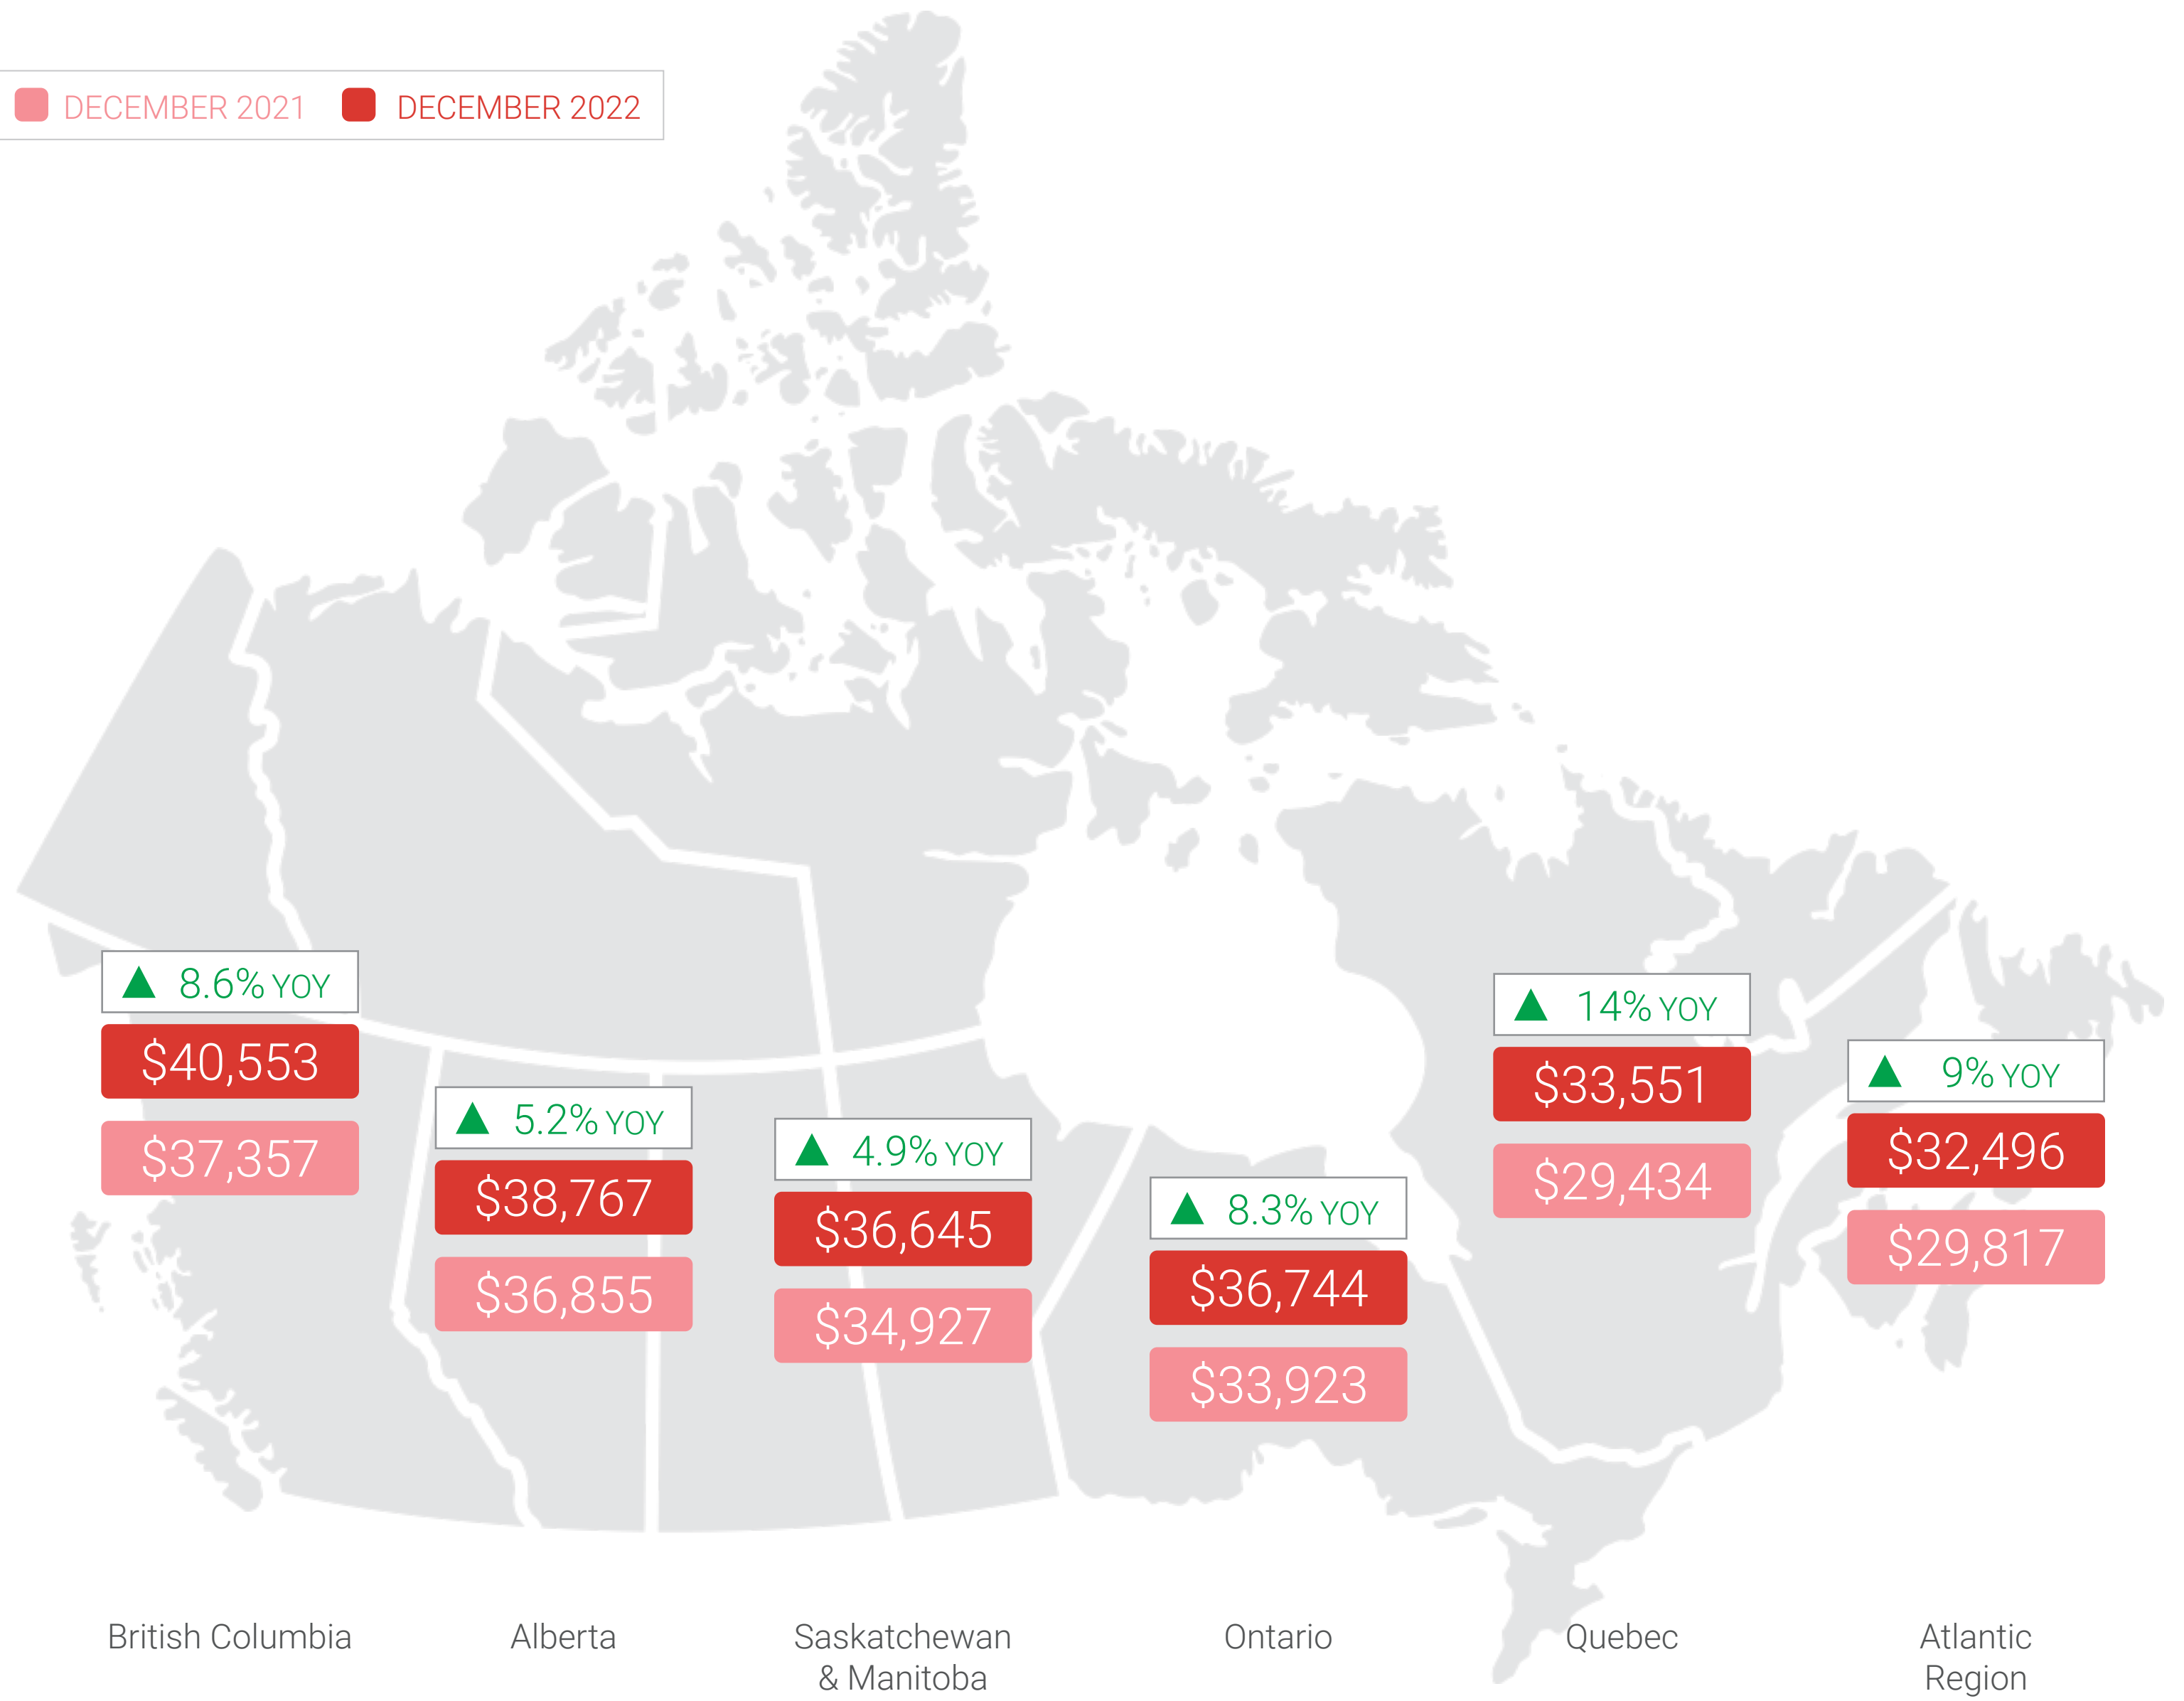 DECEMBER 2021 DECEMBER 2022
▲ 8.6% YOY
$40,553
$37,357
▲ 5.2% YOY
$38,767
$36,855
▲ 4.9% YOY
$36,645
$34,927
▲ 8.3% YOY
$36,744
$33,923
▲ 14% YOY
$33,551
$29,434
▲ 9% YOY
$32,496
$29,817
British Columbia
Alberta
Saskatchewan
& Manitoba
Ontario
Quebec
Atlantic
Region